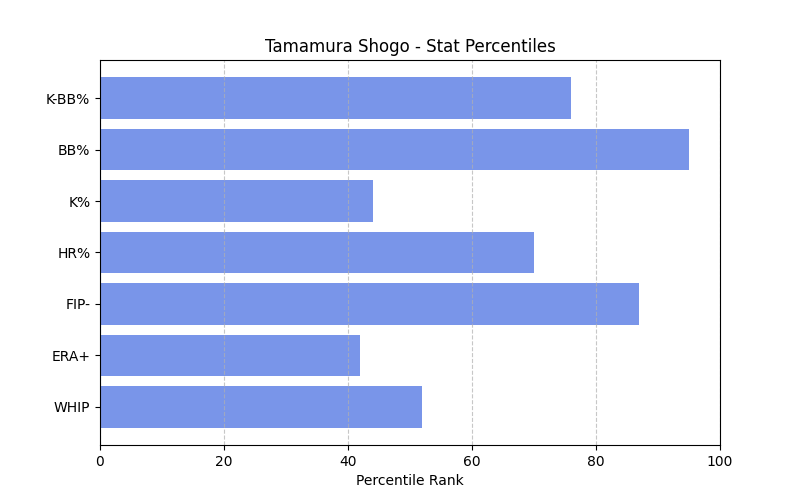 Tamamura Shogo - Stat Percentiles
K-BB%
BB%
K%
HR%
FIP-
ERA+
WHIP
0 20 40 60 80 100
Percentile Rank